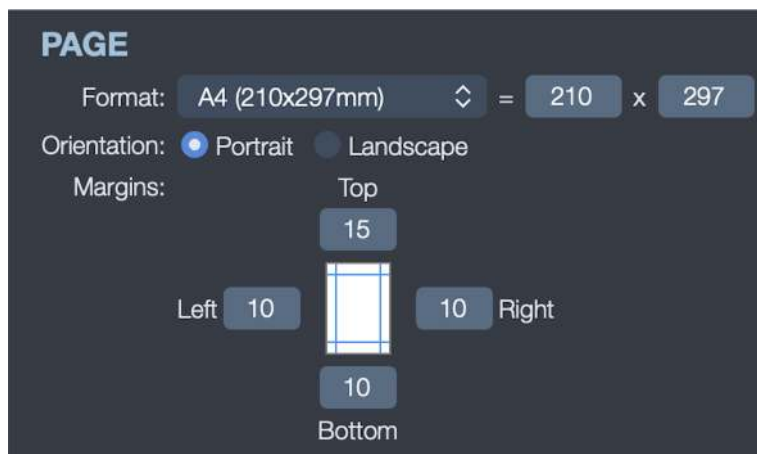 PAGE
Format: A4 (210x297mm) = 210 x 297
Orientation: Portrait Landscape
Margins: Top
15
Left 10 10 Right
10
Bottom